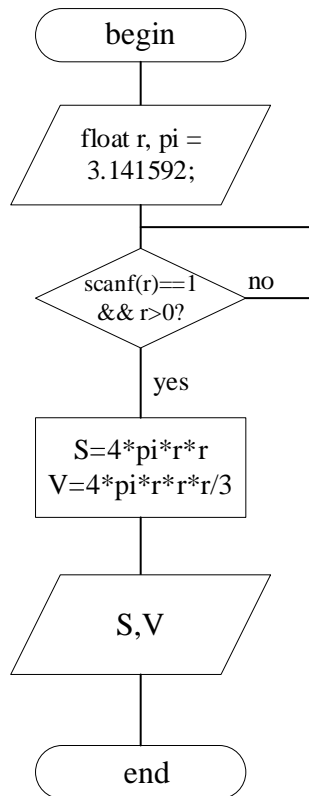 begin
float r, pi =
3.141592;
scanf(r)==1
&& r>0?
no
yes
S=4*pi*r*r
V=4*pi*r*r*r/3
S,V
end